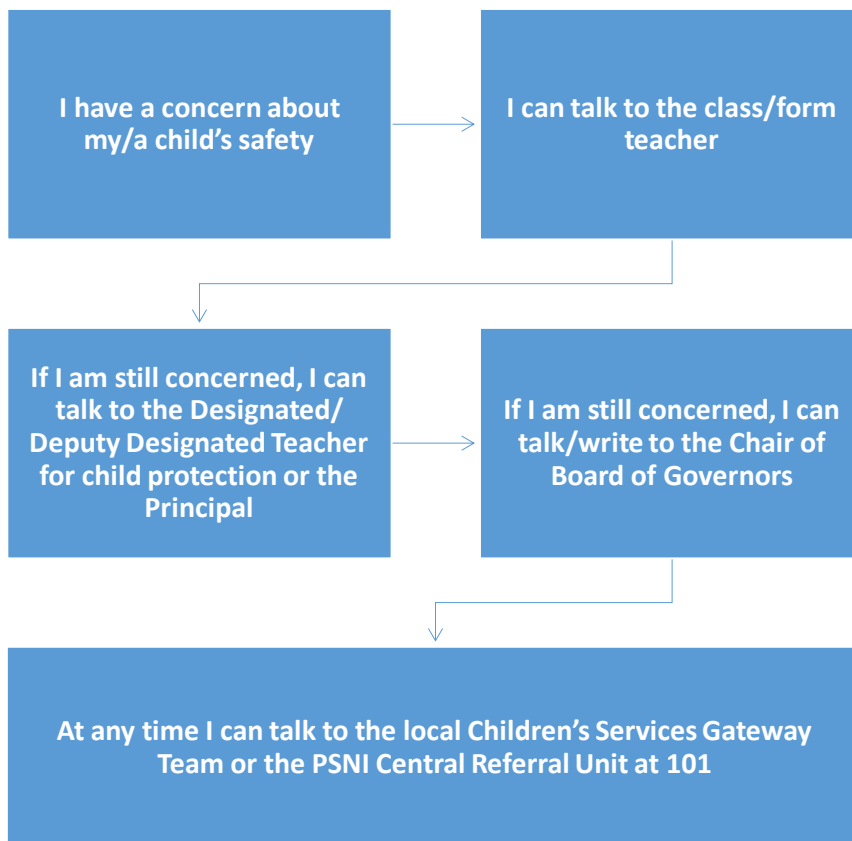 I have a concern about
my/a child’s safety
I can talk to the class/form
teacher
If I am still concerned, I can
talk to the Designated/
Deputy Designated Teacher
for child protection or the
Principal
If I am still concerned, I can
talk/write to the Chair of
Board of Governors
At any time I can talk to the local Children’s Services Gateway
Team or the PSNI Central Referral Unit at 101